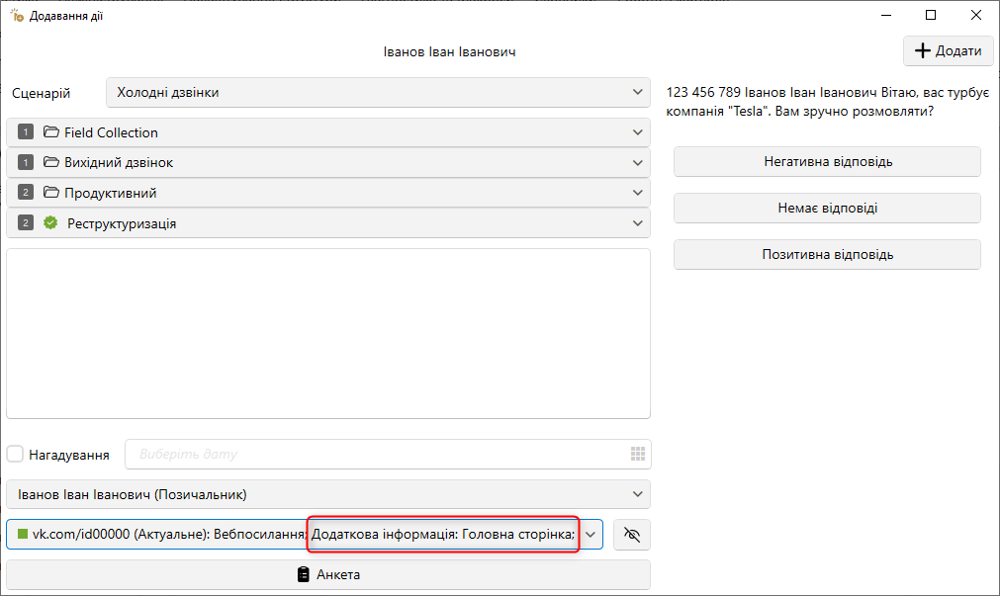 Додавання дії
Іванов Іван Іванович
Додати
Сценарій
Холодні дзвінки
1 Field Collection
1 Вихідний дзвінок
2 Продуктивний
2 Реструктуризація
123 456 789 Іванов Іван Іванович Вітаю, вас турбує
компанія "Tesla". Вам зручно розмовляти?
Негативна відповідь
Немає відповіді
Позитивна відповідь
Нагадування
Виберіть дату
Іванов Іван Іванович (Позичальник)
vk.com/id00000 (Актуальне): Вебпосилання; Додаткова інформація: Головна сторінка;
Анкета